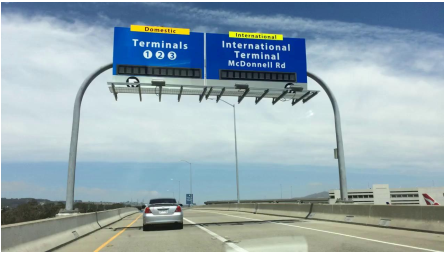 Domestic
Terminals
1 2 3
International
International
Terminal
McDonnell Rd